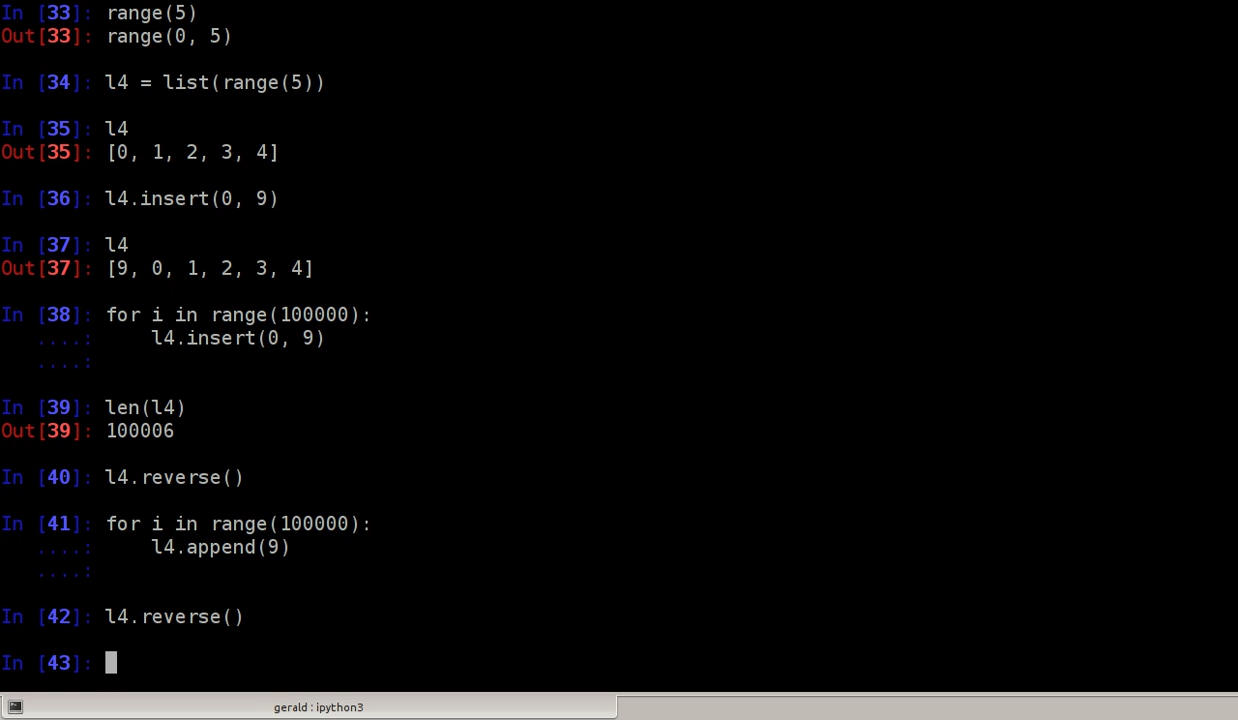 In [33]: range(5)
Out[33]: range(0, 5)
In [34]: l4 = list(range(5))
In [35]: l4
Out[35]: [0, 1, 2, 3, 4]
In [36]: l4.insert(0, 9)
In [37]: l4
Out[37]: [9, 0, 1, 2, 3, 4]
In [38]: for i in range(100000):
....:     l4.insert(0, 9)
....:
In [39]: len(l4)
Out[39]: 100006
In [40]: l4.reverse()
In [41]: for i in range(100000):
....:     l4.append(9)
....:
In [42]: l4.reverse()
In [43]:
gerald : ipython3